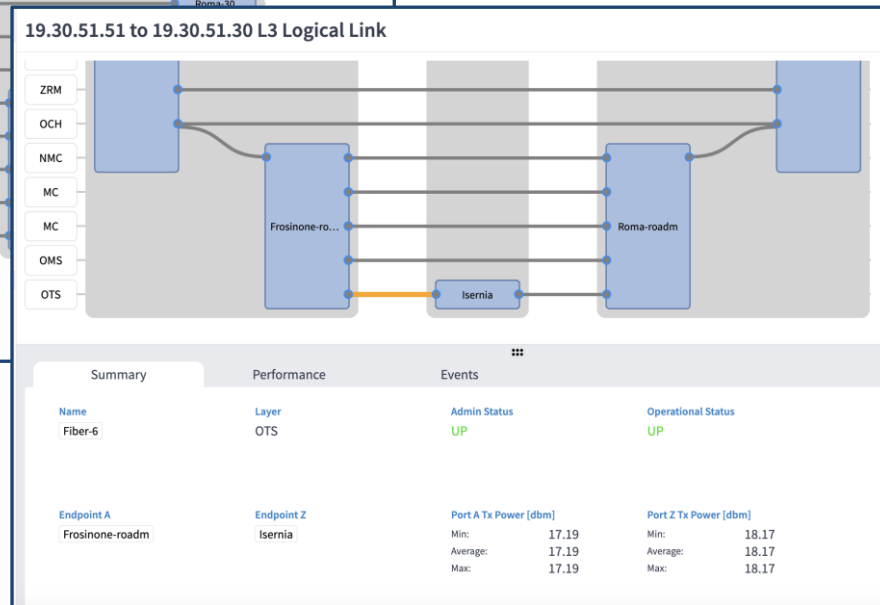 Roma-30
19.30.51.51 to 19.30.51.30 L3 Logical Link
ZRM
OCH
NMC
MC
MC
OMS
OTS
Frosinone-ro...
Roma-roadm
Isernia
Summary Performance Events
Name Layer Admin Status Operational Status
Fiber-6 OTS UP UP
Endpoint A Endpoint Z Port A Tx Power [dbm] Port Z Tx Power [dbm]
Frosinone-roadm Isernia Min: 17.19 Min: 18.17
Average: 17.19 Average: 18.17
Max: 17.19 Max: 18.17